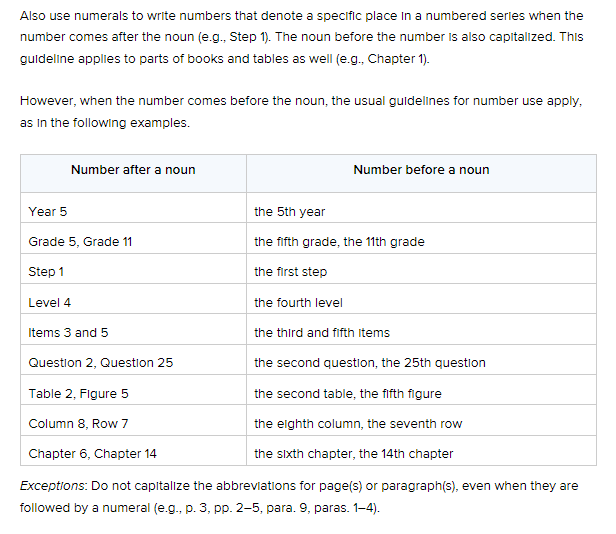 Also use numerals to write numbers that denote a specific place in a numbered series when the
number comes after the noun (e.g., Step 1). The noun before the number is also capitalized. This
guideline applies to parts of books and tables as well (e.g., Chapter 1).
However, when the number comes before the noun, the usual guidelines for number use apply,
as in the following examples.
Number after a noun Number before a noun
Year 5 the 5th year
Grade 5, Grade 11 the fifth grade, the 11th grade
Step 1 the first step
Level 4 the fourth level
Items 3 and 5 the third and fifth items
Question 2, Question 25 the second question, the 25th question
Table 2, Figure 5 the second table, the fifth figure
Column 8, Row 7 the eighth column, the seventh row
Chapter 6, Chapter 14 the sixth chapter, the 14th chapter
Exceptions: Do not capitalize the abbreviations for page(s) or paragraph(s), even when they are
followed by a numeral (e.g., p. 3, pp. 2–5, para. 9, paras. 1–4).